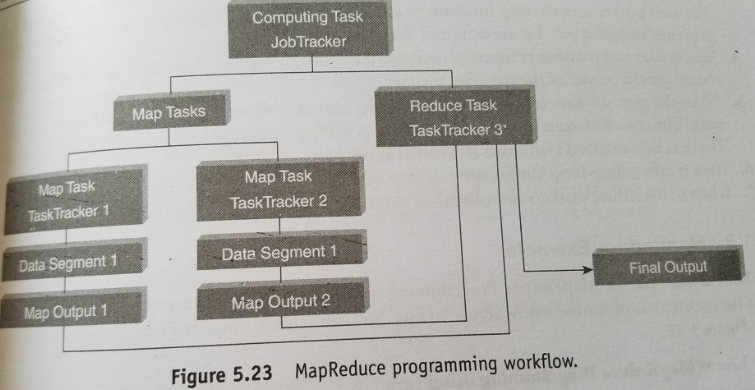 Computing Task
JobTracker
Map Tasks
Reduce Task
TaskTracker 3*
Map Task
TaskTracker 1
Map Task
TaskTracker 2
Data Segment 1
Data Segment 1
Final Output
Map Output 1
Map Output 2
Figure 5.23 MapReduce programming workflow.